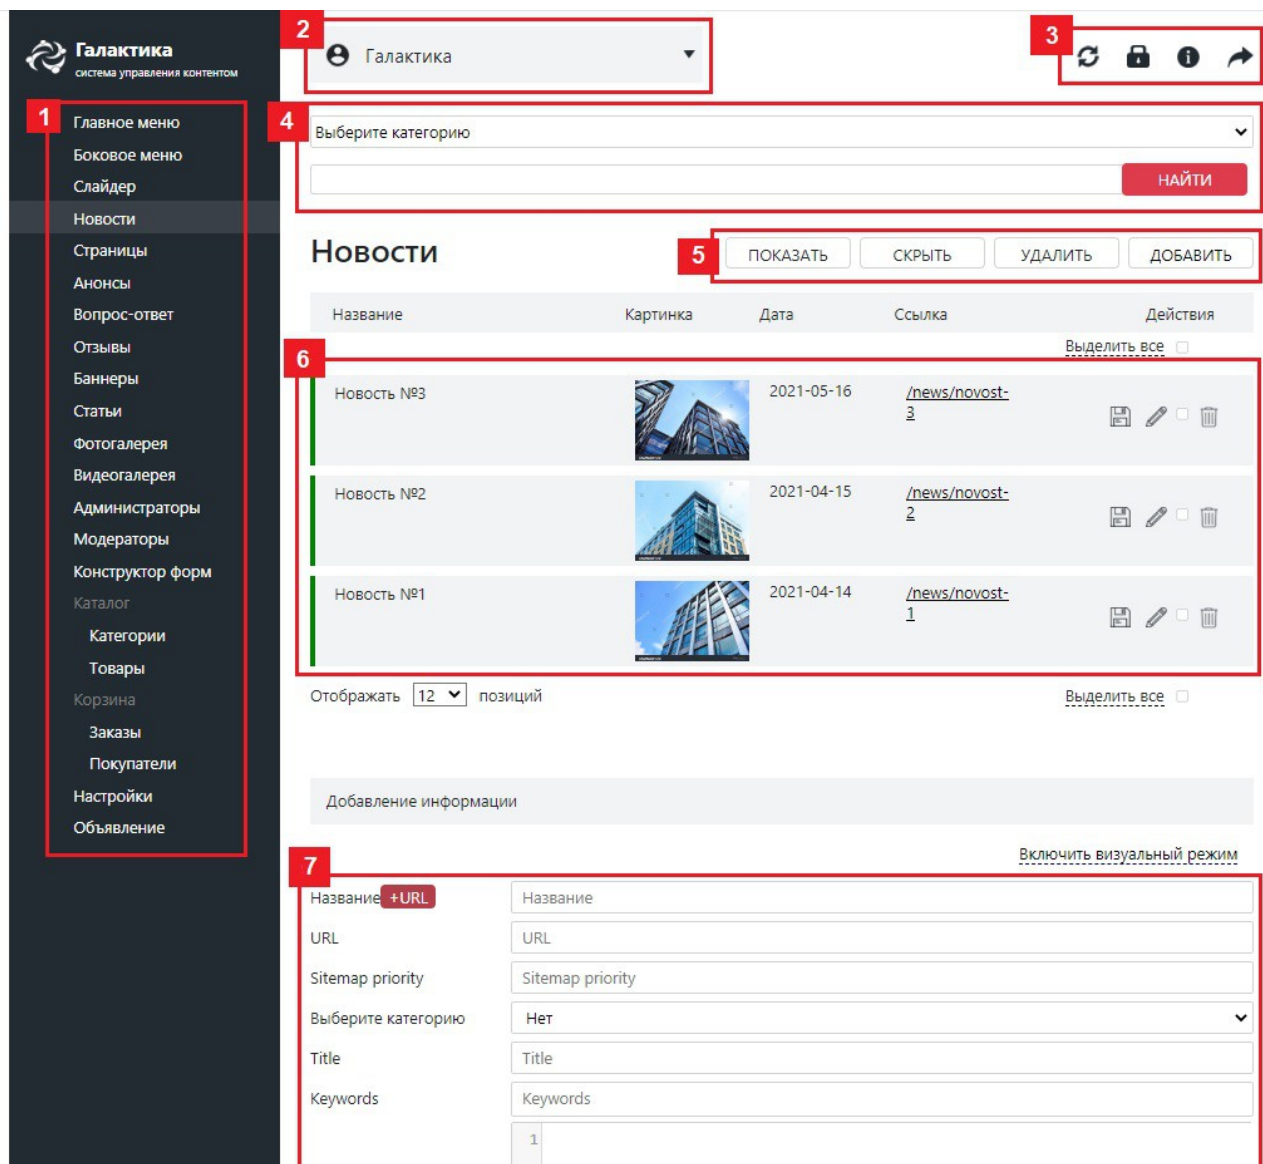 Галактика
система управления контентом
1
Главное меню
Боковое меню
Слайдер
Новости
Страницы
Анонсы
Вопрос-ответ
Отзывы
Баннеры
Статьи
Фотогалерея
Видеогалерея
Администраторы
Модераторы
Конструктор форм
Каталог
Категории
Товары
Корзина
Заказы
Покупатели
Настройки
Объявление
2
Галактика
3
4
Выберите категорию
НАЙТИ
Новости
5
ПОКАЗАТЬ СКРЫТЬ УДАЛИТЬ ДОБАВИТЬ
Название Картинка Дата Ссылка Действия
Выделить все
6
Новость №3 2021-05-16 /news/novost-
3
Новость №2 2021-04-15 /news/novost-
2
Новость №1 2021-04-14 /news/novost-
1
Отображать 12 позиций Выделить все
Добавление информации
Включить визуальный режим
7
Название +URL Название
URL URL
Sitemap priority Sitemap priority
Выберите категорию Нет
Title Title
Keywords Keywords
1